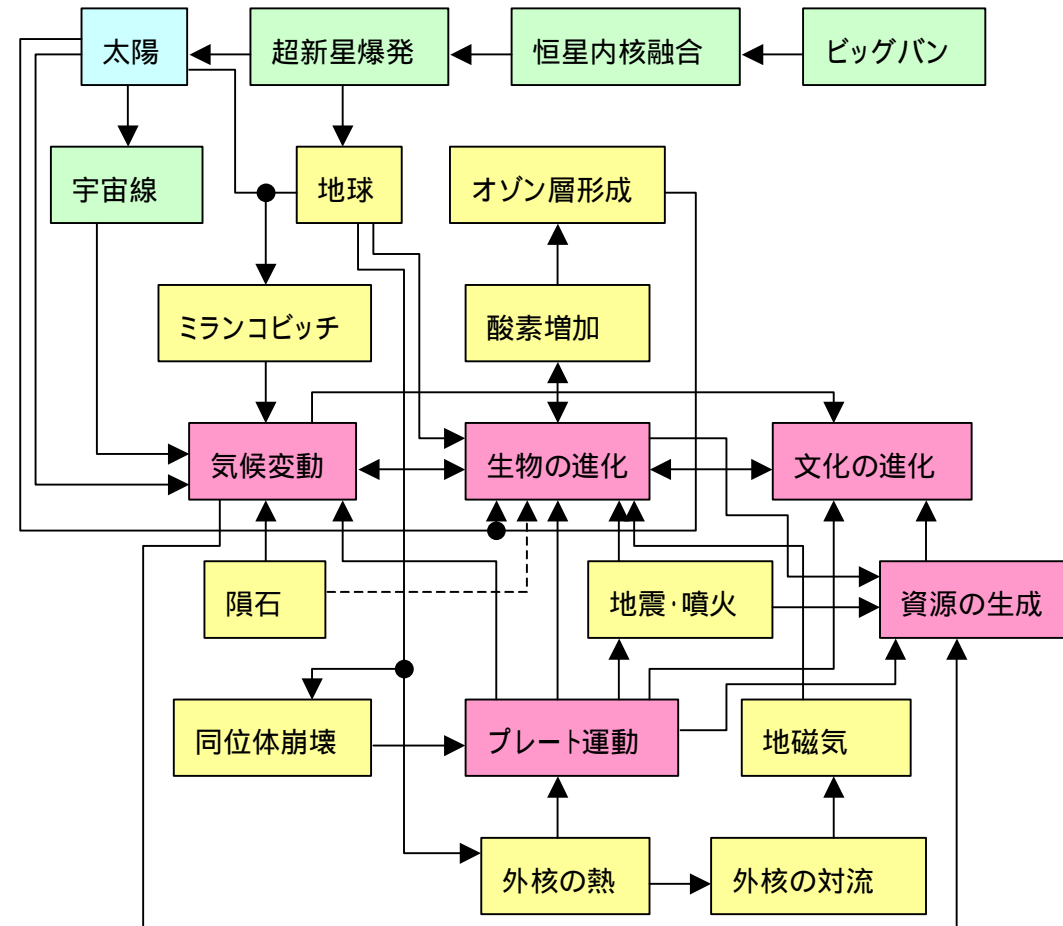 太陽
超新星爆発
恒星内核融合
ビッグバン
宇宙線
地球
オゾン層形成
ミランコビッチ
酸素増加
気候変動
生物の進化
文化の進化
隕石
地震・噴火
資源の生成
同位体崩壊
プレート運動
地磁気
外核の熱
外核の対流